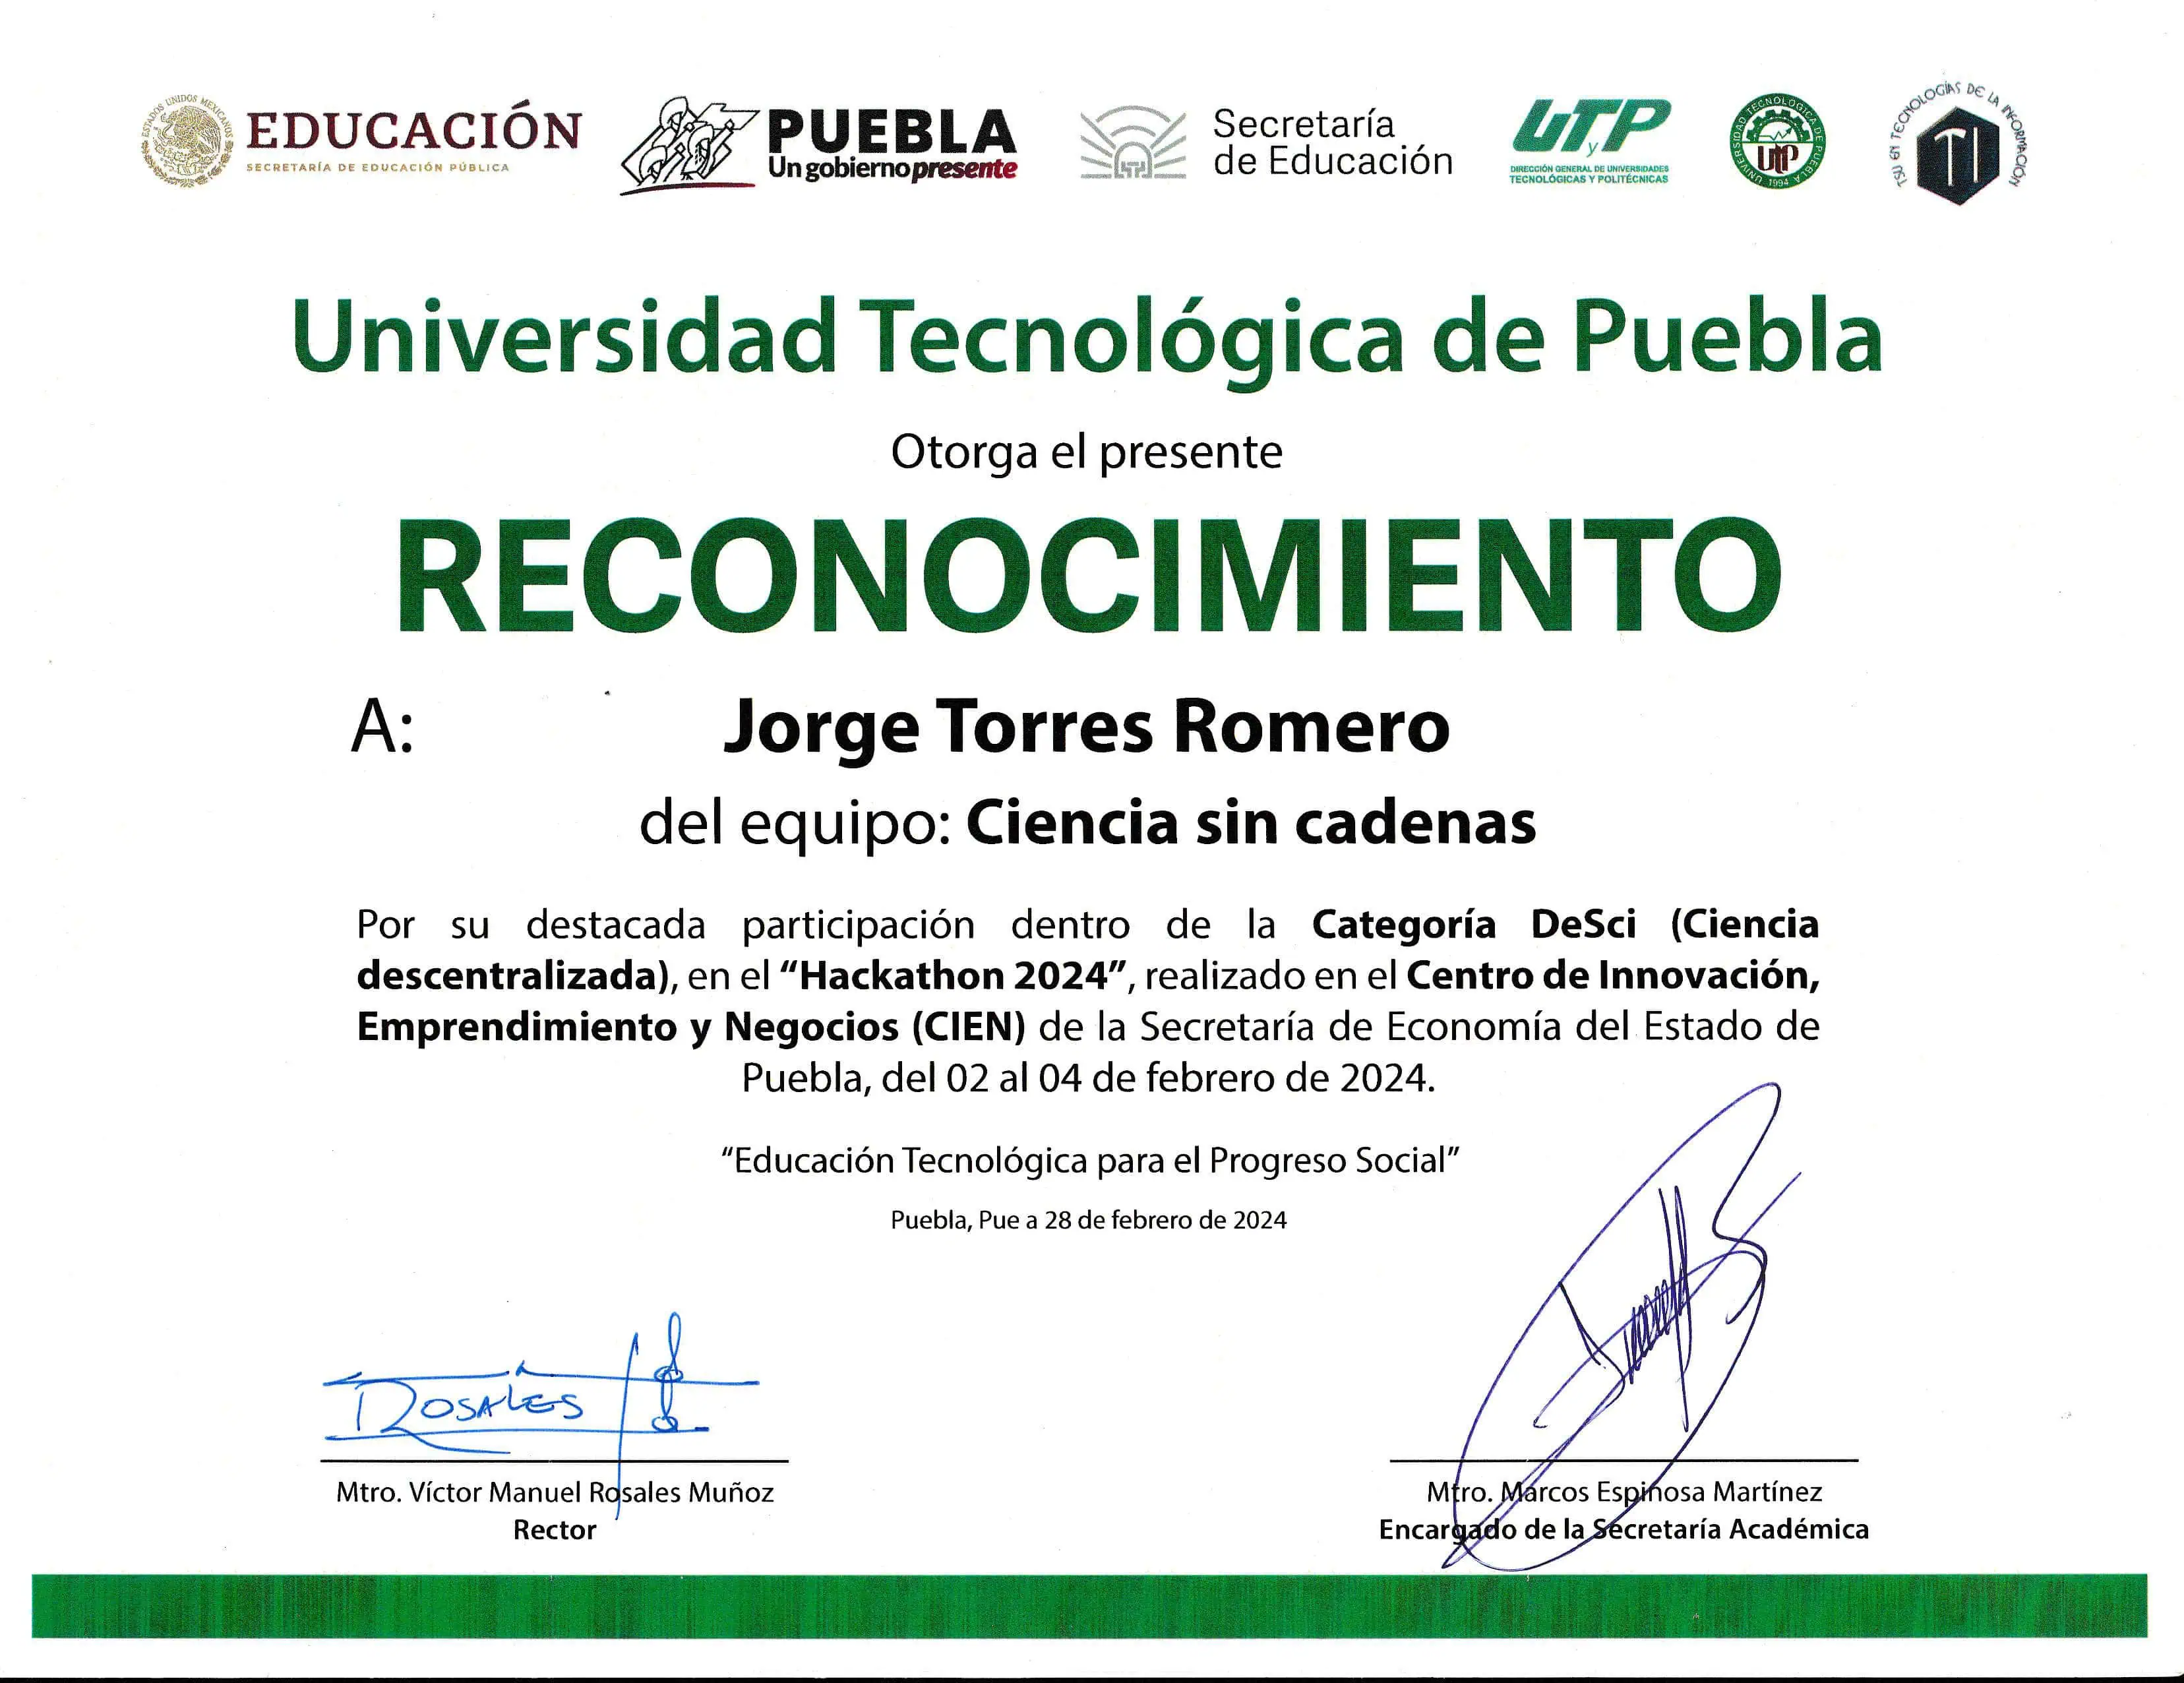 ESTADOS UNIDOS MEXICANOS
EDUCACIÓN
SECRETARÍA DE EDUCACIÓN PÚBLICA
PUEBLA
Un gobierno presente
Secretaría
de Educación
UTyP
DIRECCIÓN GENERAL DE UNIVERSIDADES
TECNOLÓGICAS Y POLITÉCNICAS
UNIVERSIDAD TECNOLÓGICA DE PUEBLA
UTP
1994
TSU EN TECNOLOGÍAS DE LA INFORMACIÓN
TI
Universidad Tecnológica de Puebla
Otorga el presente
RECONOCIMIENTO
A: Jorge Torres Romero
del equipo: Ciencia sin cadenas
Por su destacada participación dentro de la Categoría DeSci (Ciencia
descentralizada), en el “Hackathon 2024”, realizado en el Centro de Innovación,
Emprendimiento y Negocios (CIEN) de la Secretaría de Economía del Estado de
Puebla, del 02 al 04 de febrero de 2024.
“Educación Tecnológica para el Progreso Social”
Puebla, Pue a 28 de febrero de 2024
ROSALES
Mtro. Víctor Manuel Rosales Muñoz
Rector
Mtro. Marcos Espinosa Martínez
Encargado de la Secretaría Académica